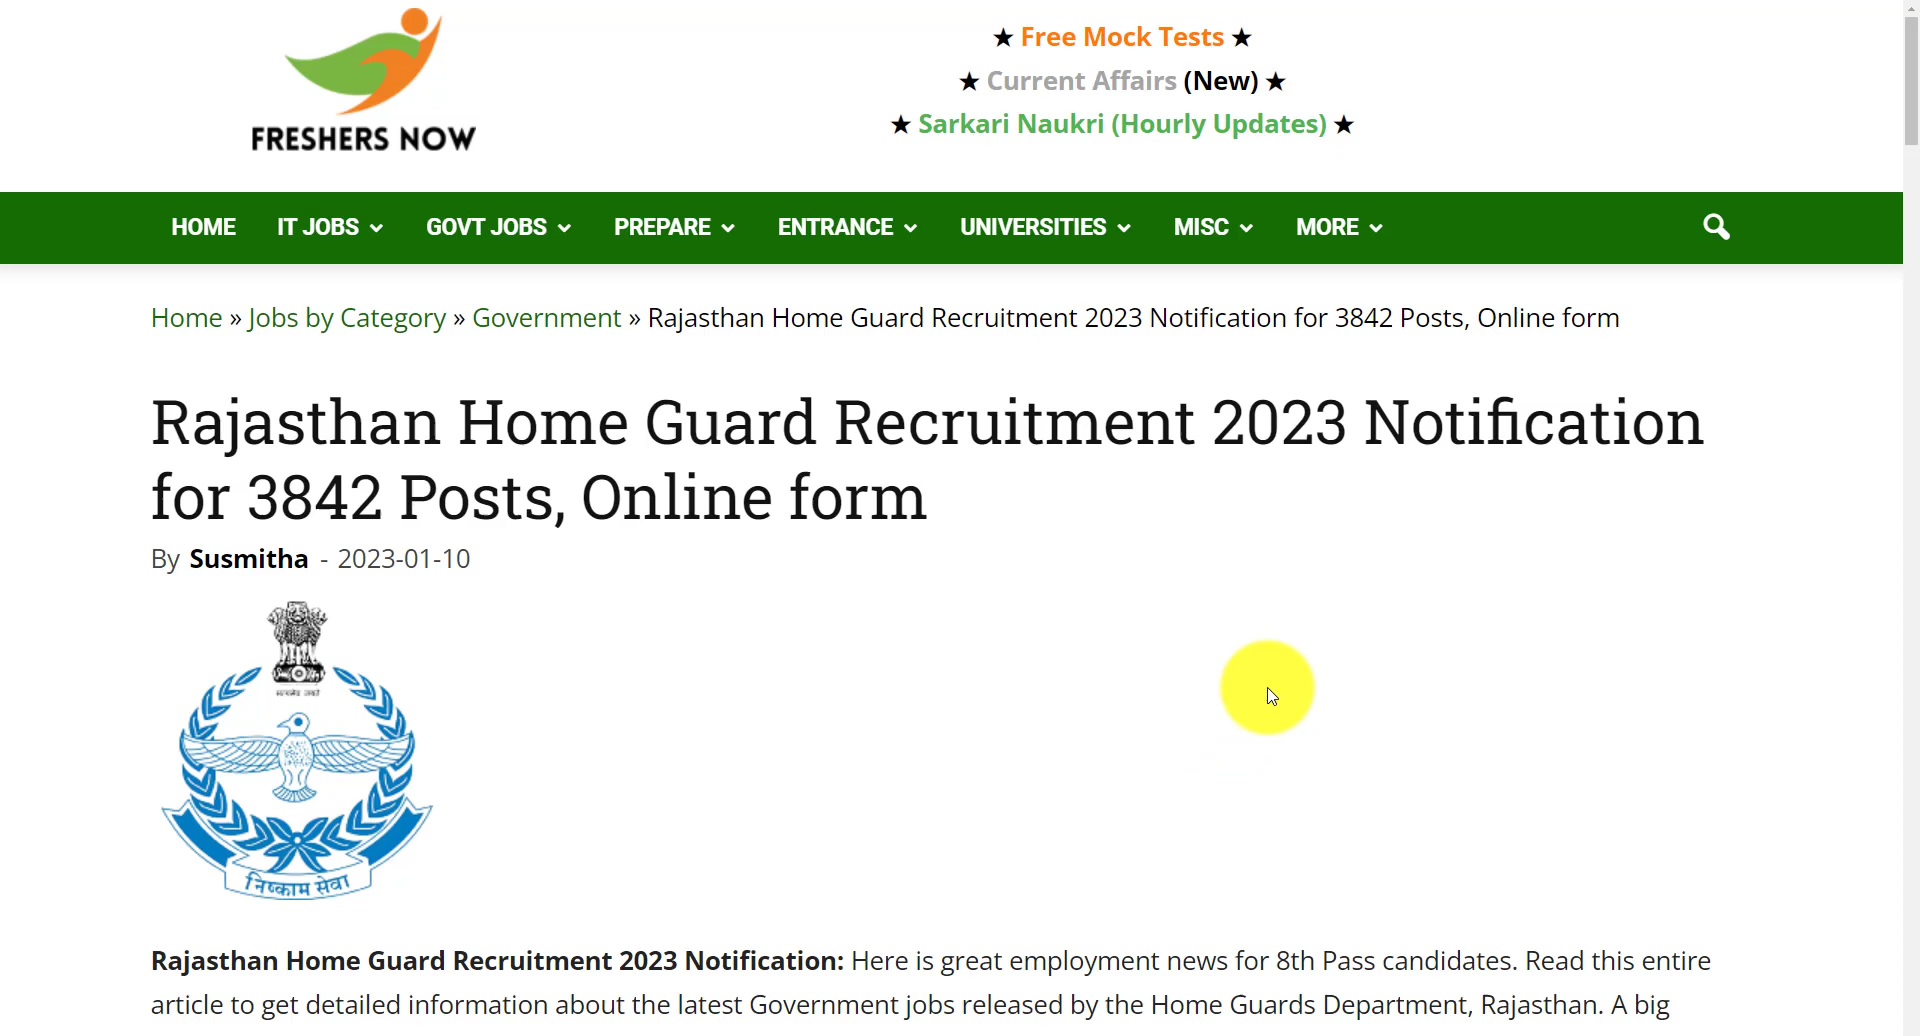 FRESHERS NOW
★ Free Mock Tests ★
★ Current Affairs (New) ★
★ Sarkari Naukri (Hourly Updates) ★
HOME IT JOBS GOVT JOBS PREPARE ENTRANCE UNIVERSITIES MISC MORE
Home » Jobs by Category » Government » Rajasthan Home Guard Recruitment 2023 Notification for 3842 Posts, Online form
Rajasthan Home Guard Recruitment 2023 Notification
for 3842 Posts, Online form
By Susmitha - 2023-01-10
सत्यमेव जयते
निष्काम सेवा
Rajasthan Home Guard Recruitment 2023 Notification: Here is great employment news for 8th Pass candidates. Read this entire
article to get detailed information about the latest Government jobs released by the Home Guards Department, Rajasthan. A big